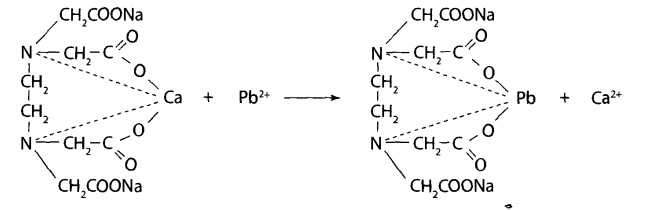 CH₂COONa CH₂COONa
O O
N—CH₂—C N—CH₂—C
CH₂ O CH₂ O
Ca + Pb²⁺ ⟶ Pb + Ca²⁺
CH₂ O CH₂ O
N—CH₂—C N—CH₂—C
O O
CH₂COONa CH₂COONa